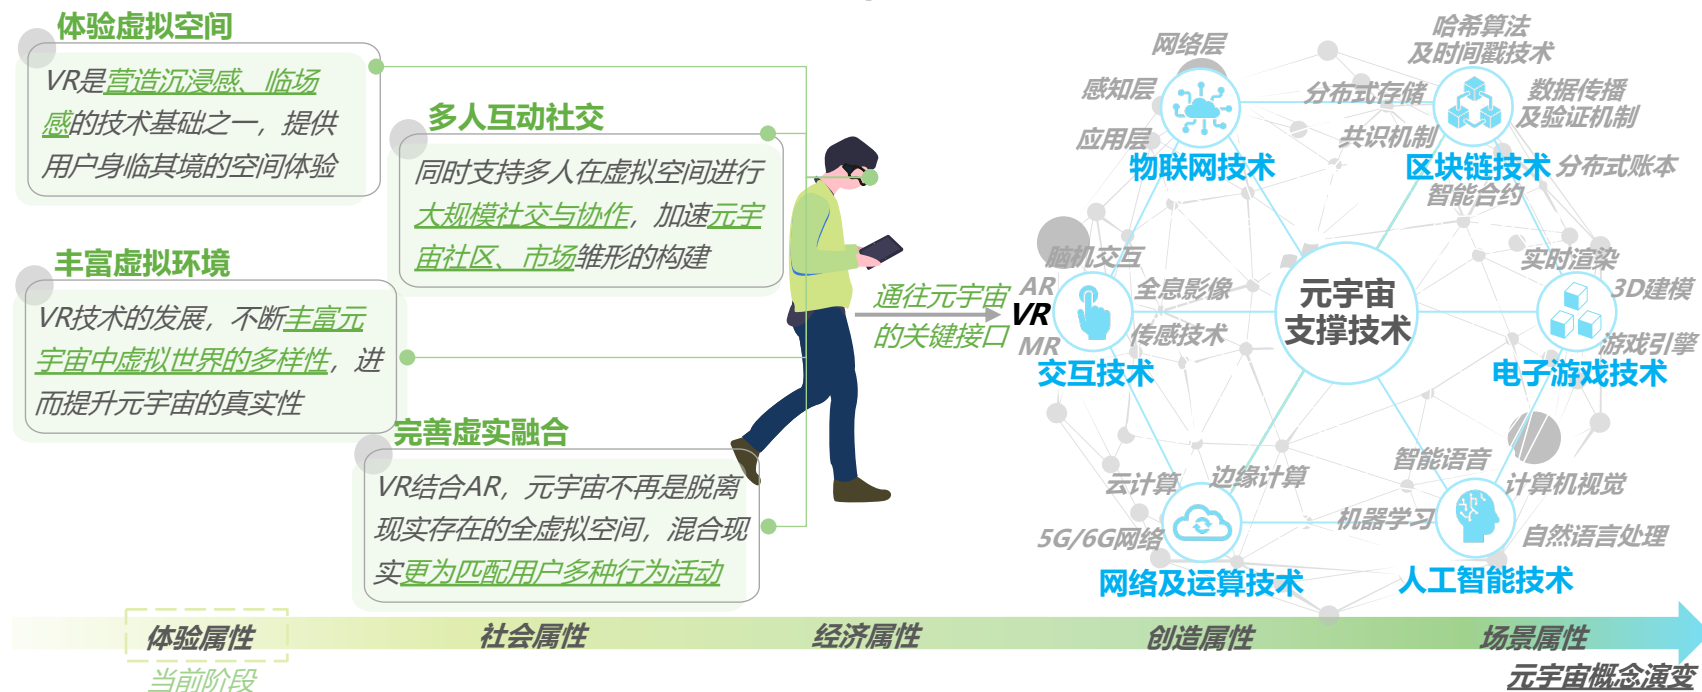 体验虚拟空间
VR是营造沉浸感、临场
感的技术基础之一，提供
用户身临其境的空间体验
多人互动社交
同时支持多人在虚拟空间进行
大规模社交与协作，加速元宇
宙社区、市场雏形的构建
丰富虚拟环境
VR技术的发展，不断丰富元
宇宙中虚拟世界的多样性，进
而提升元宇宙的真实性
完善虚实融合
VR结合AR，元宇宙不再是脱离
现实存在的全虚拟空间，混合现
实更为匹配用户多种行为活动
通往元宇宙
的关键接口
网络层
感知层
应用层
物联网技术
哈希算法
及时间戳技术
分布式存储
数据传播
及验证机制
共识机制
区块链技术
分布式账本
智能合约
脑机交互
AR
全息影像
VR
MR
传感技术
交互技术
元宇宙
支撑技术
实时渲染
3D建模
游戏引擎
电子游戏技术
云计算
边缘计算
5G/6G网络
网络及运算技术
智能语音
计算机视觉
机器学习
自然语言处理
人工智能技术
体验属性
社会属性
经济属性
创造属性
场景属性
当前阶段
元宇宙概念演变